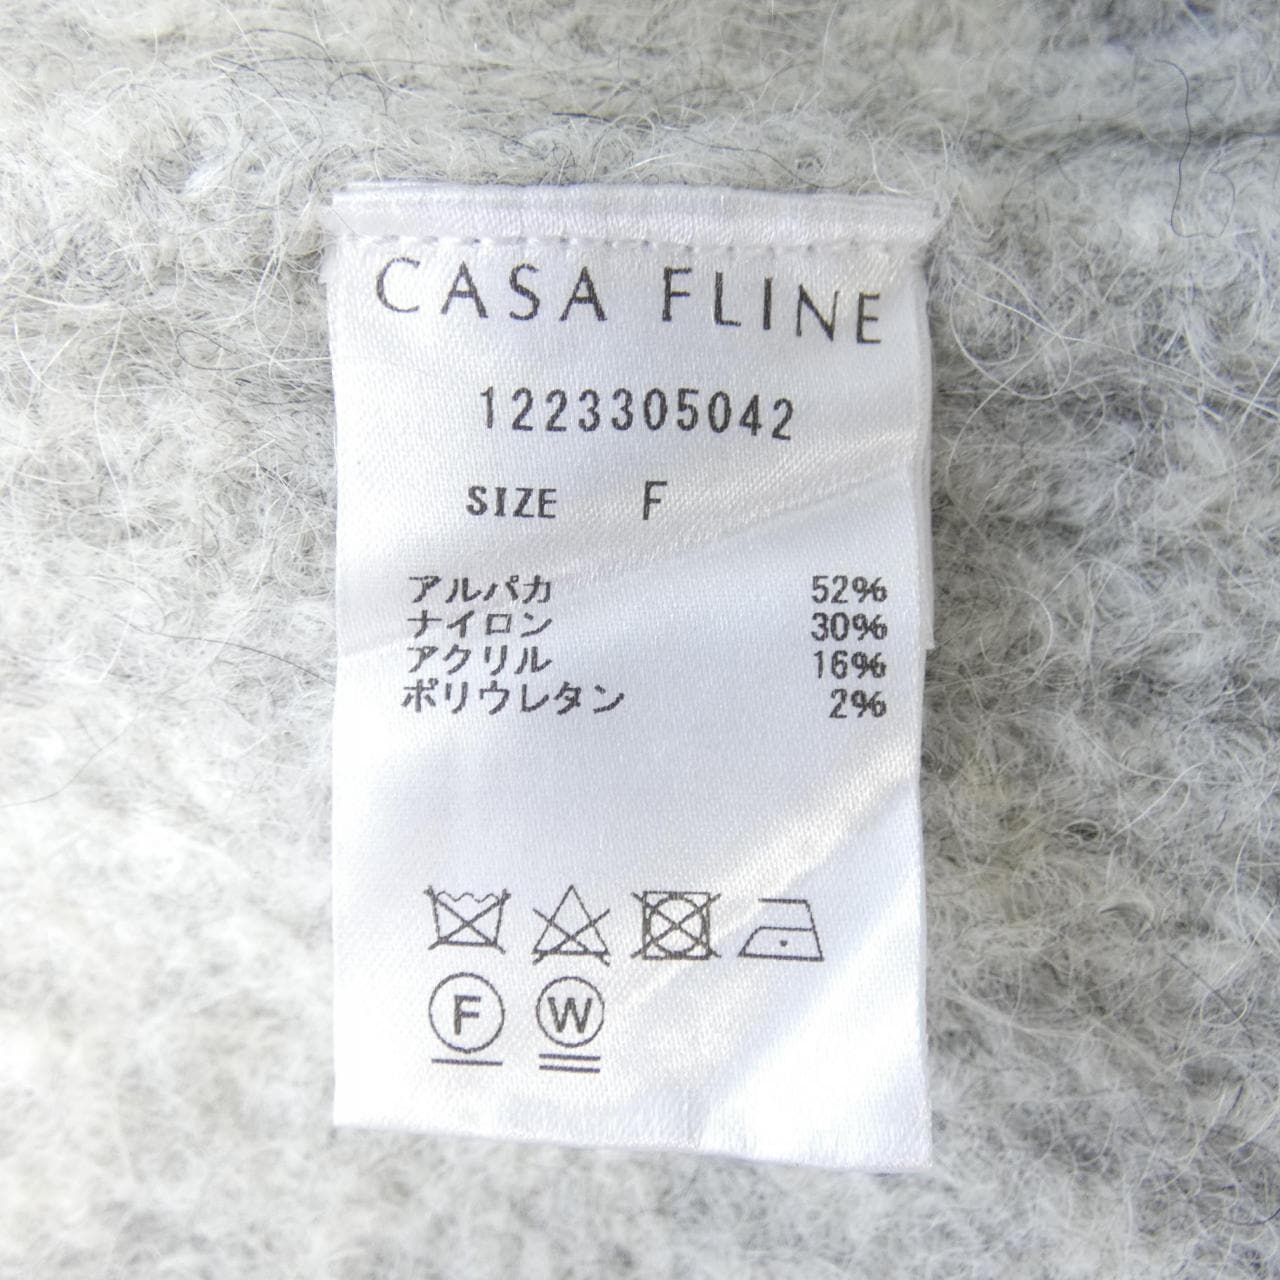 CASA FLINE
1223305042
SIZE F
アルパカ 52%
ナイロン 30%
アクリル 16%
ポリウレタン 2%
F W